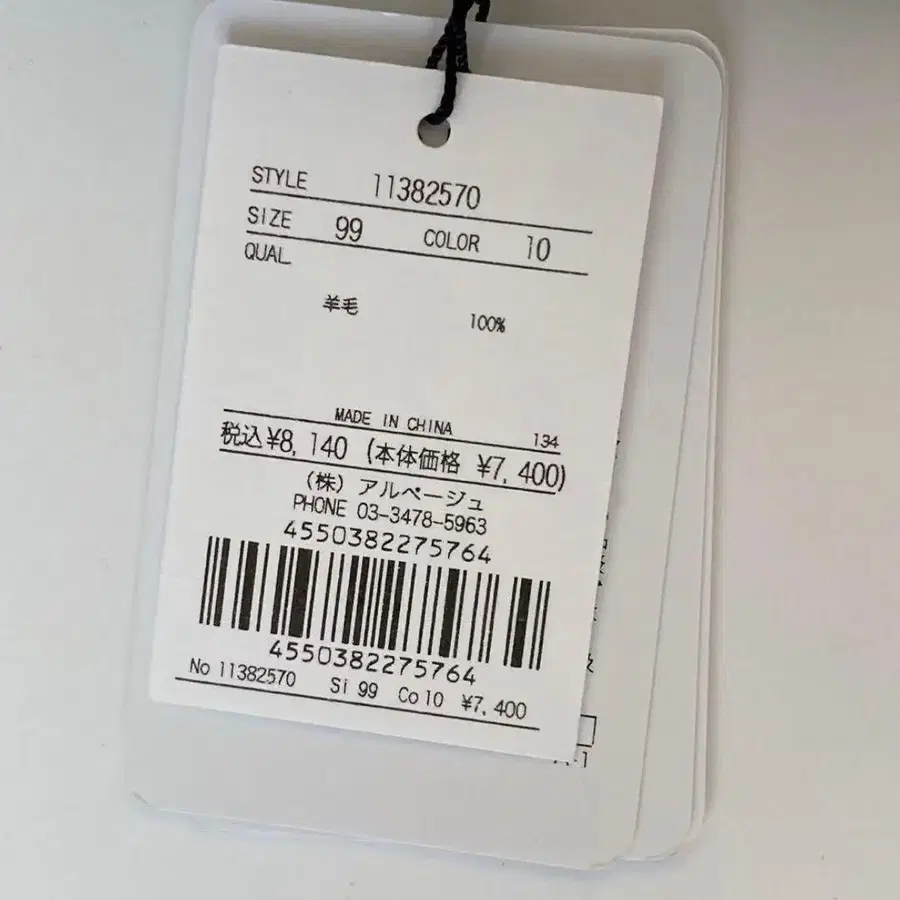 STYLE 11382570
SIZE 99 COLOR 10
QUAL
羊毛 100%
MADE IN CHINA 134
税込¥8,140 (本体価格 ¥7,400)
(株) アルページュ
PHONE 03-3478-5963
4550382275764
4550382275764
No 11382570 Si 99 Co 10 ¥7,400